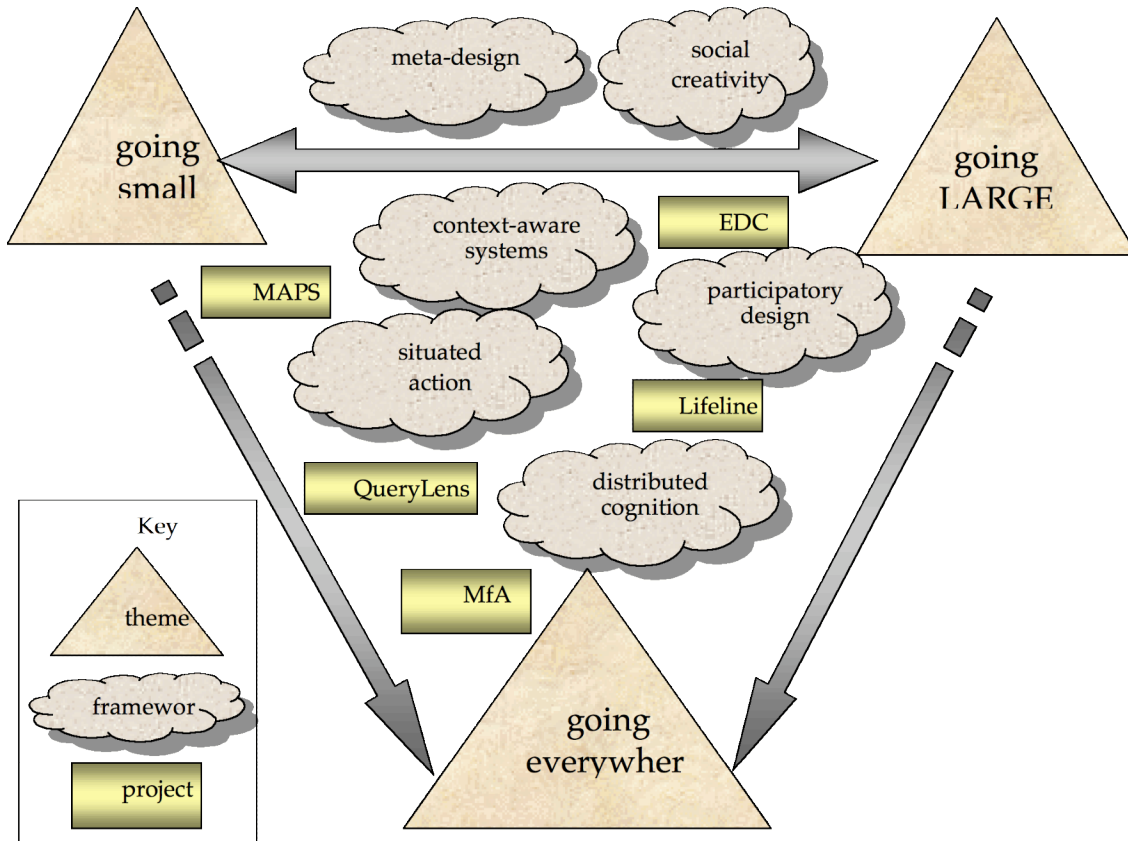 meta-design
social
creativity
going
small
going
LARGE
EDC
context-aware
systems
MAPS
participatory
design
situated
action
Lifeline
QueryLens
distributed
cognition
MfA
going
everywher
Key
theme
framewor
project